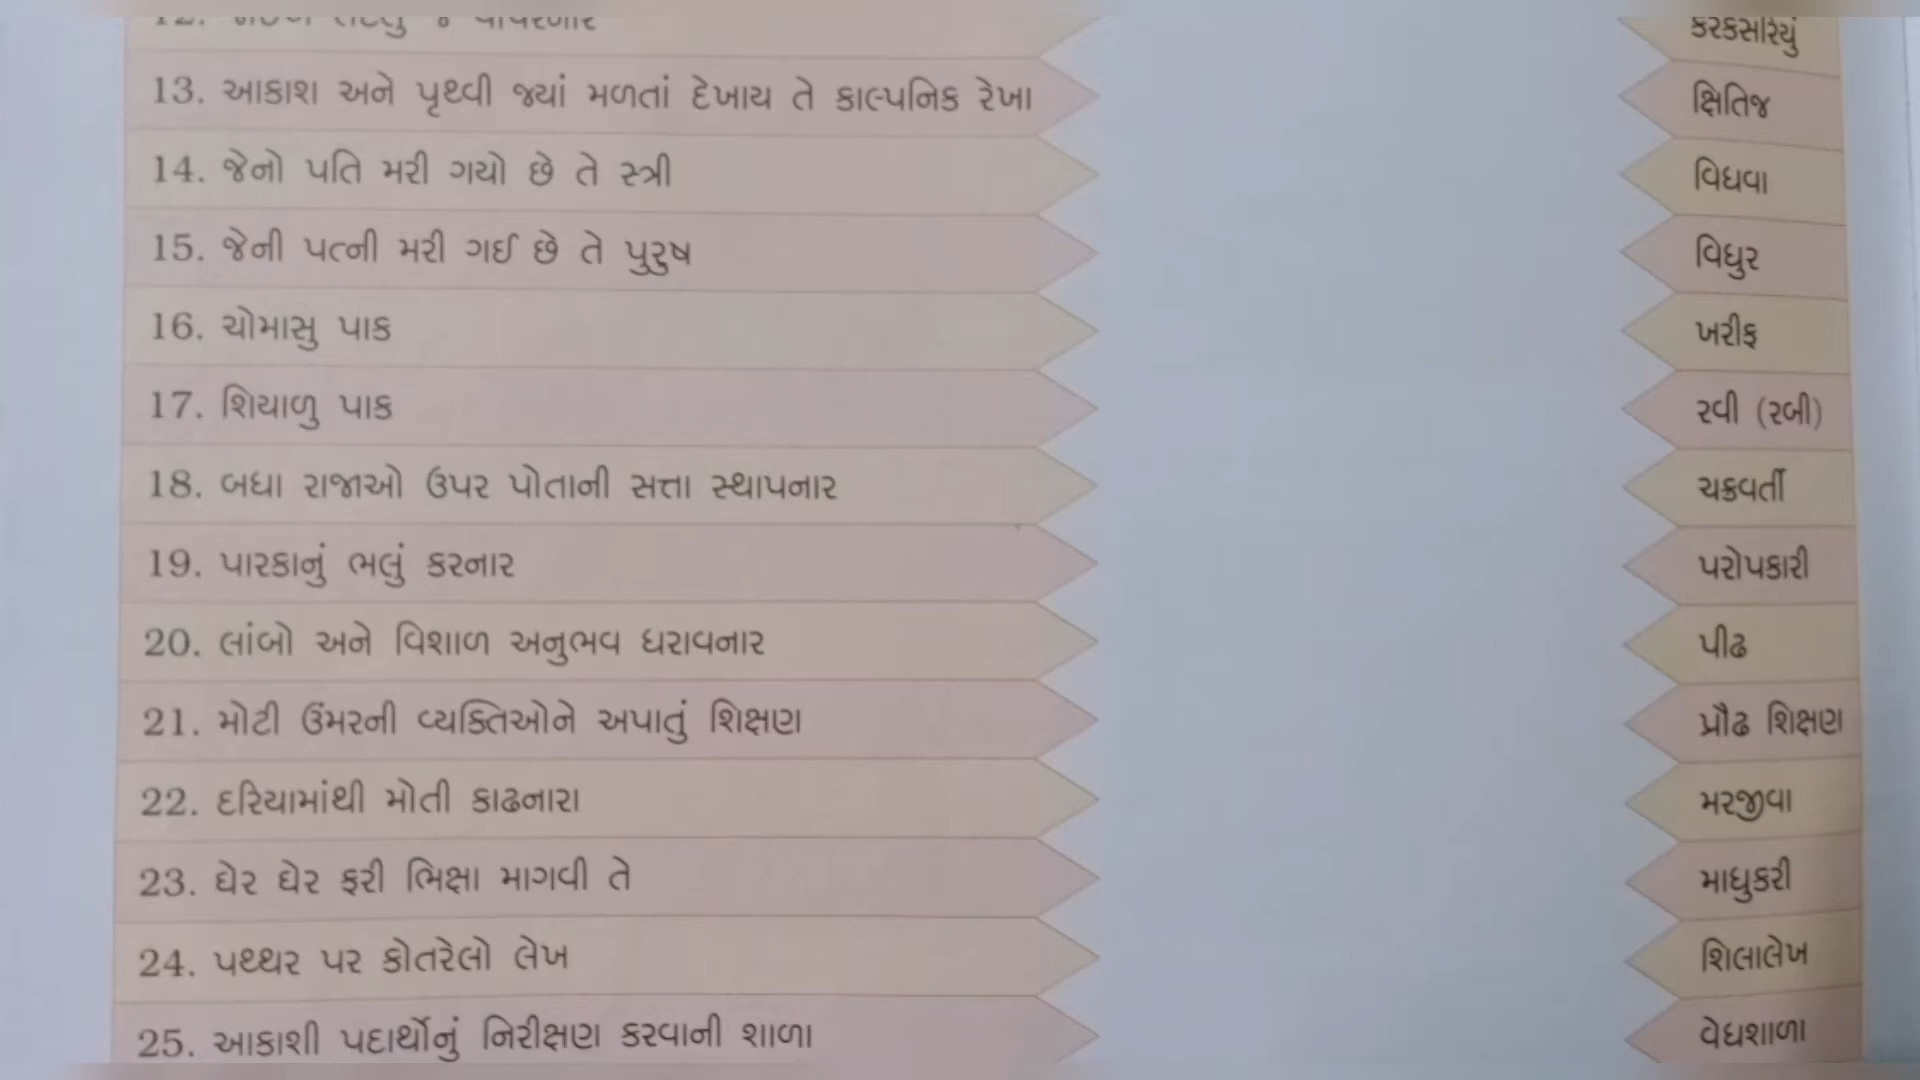 કરકસરિયું
13. આકાશ અને પૃથ્વી જ્યાં મળતાં દેખાય તે કાલ્પનિક રેખા ક્ષિતિજ
14. જેનો પતિ મરી ગયો છે તે સ્ત્રી વિધવા
15. જેની પત્ની મરી ગઈ છે તે પુરુષ વિધુર
16. ચોમાસુ પાક ખરીફ
17. શિયાળુ પાક રવી (રબી)
18. બધા રાજાઓ ઉપર પોતાની સત્તા સ્થાપનાર ચક્રવર્તી
19. પારકાનું ભલું કરનાર પરોપકારી
20. લાંબો અને વિશાળ અનુભવ ધરાવનાર પીઢ
21. મોટી ઉંમરની વ્યક્તિઓને અપાતું શિક્ષણ પ્રૌઢ શિક્ષણ
22. દરિયામાંથી મોતી કાઢનારા મરજીવા
23. ઘેર ઘેર ફરી ભિક્ષા માગવી તે માધુકરી
24. પથ્થર પર કોતરેલો લેખ શિલાલેખ
25. આકાશી પદાર્થોનું નિરીક્ષણ કરવાની શાળા વેધશાળા